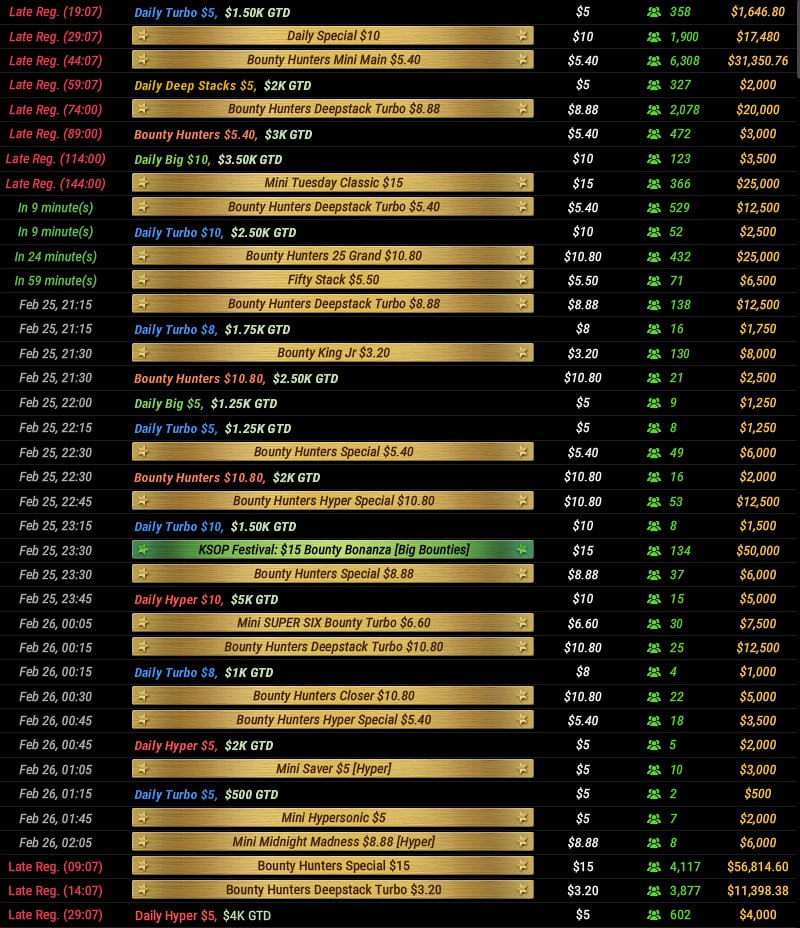 Late Reg. (19:07) Daily Turbo $5, $1.50K GTD $5 358 $1,646.80
Late Reg. (29:07) Daily Special $10 $10 1,900 $17,480
Late Reg. (44:07) Bounty Hunters Mini Main $5.40 $5.40 6,308 $31,350.76
Late Reg. (59:07) Daily Deep Stacks $5, $2K GTD $5 327 $2,000
Late Reg. (74:00) Bounty Hunters Deepstack Turbo $8.88 $8.88 2,078 $20,000
Late Reg. (89:00) Bounty Hunters $5.40, $3K GTD $5.40 472 $3,000
Late Reg. (114:00) Daily Big $10, $3.50K GTD $10 123 $3,500
Late Reg. (144:00) Mini Tuesday Classic $15 $15 366 $25,000
In 9 minute(s) Bounty Hunters Deepstack Turbo $5.40 $5.40 529 $12,500
In 9 minute(s) Daily Turbo $10, $2.50K GTD $10 52 $2,500
In 24 minute(s) Bounty Hunters 25 Grand $10.80 $10.80 432 $25,000
In 59 minute(s) Fifty Stack $5.50 $5.50 71 $6,500
Feb 25, 21:15 Bounty Hunters Deepstack Turbo $8.88 $8.88 138 $12,500
Feb 25, 21:15 Daily Turbo $8, $1.75K GTD $8 16 $1,750
Feb 25, 21:30 Bounty King Jr $3.20 $3.20 130 $8,000
Feb 25, 21:30 Bounty Hunters $10.80, $2.50K GTD $10.80 21 $2,500
Feb 25, 22:00 Daily Big $5, $1.25K GTD $5 9 $1,250
Feb 25, 22:15 Daily Turbo $5, $1.25K GTD $5 8 $1,250
Feb 25, 22:30 Bounty Hunters Special $5.40 $5.40 49 $6,000
Feb 25, 22:30 Bounty Hunters $10.80, $2K GTD $10.80 16 $2,000
Feb 25, 22:45 Bounty Hunters Hyper Special $10.80 $10.80 53 $12,500
Feb 25, 23:15 Daily Turbo $10, $1.50K GTD $10 8 $1,500
Feb 25, 23:30 KSOP Festival: $15 Bounty Bonanza [Big Bounties] $15 134 $50,000
Feb 25, 23:30 Bounty Hunters Special $8.88 $8.88 37 $6,000
Feb 25, 23:45 Daily Hyper $10, $5K GTD $10 15 $5,000
Feb 26, 00:05 Mini SUPER SIX Bounty Turbo $6.60 $6.60 30 $7,500
Feb 26, 00:15 Bounty Hunters Deepstack Turbo $10.80 $10.80 25 $12,500
Feb 26, 00:15 Daily Turbo $8, $1K GTD $8 4 $1,000
Feb 26, 00:30 Bounty Hunters Closer $10.80 $10.80 22 $5,000
Feb 26, 00:45 Bounty Hunters Hyper Special $5.40 $5.40 18 $3,500
Feb 26, 00:45 Daily Hyper $5, $2K GTD $5 5 $2,000
Feb 26, 01:05 Mini Saver $5 [Hyper] $5 10 $3,000
Feb 26, 01:15 Daily Turbo $5, $500 GTD $5 2 $500
Feb 26, 01:45 Mini Hypersonic $5 $5 7 $2,000
Feb 26, 02:05 Mini Midnight Madness $8.88 [Hyper] $8.88 8 $6,000
Late Reg. (09:07) Bounty Hunters Special $15 $15 4,117 $56,814.60
Late Reg. (14:07) Bounty Hunters Deepstack Turbo $3.20 $3.20 3,877 $11,398.38
Late Reg. (29:07) Daily Hyper $5, $4K GTD $5 602 $4,000